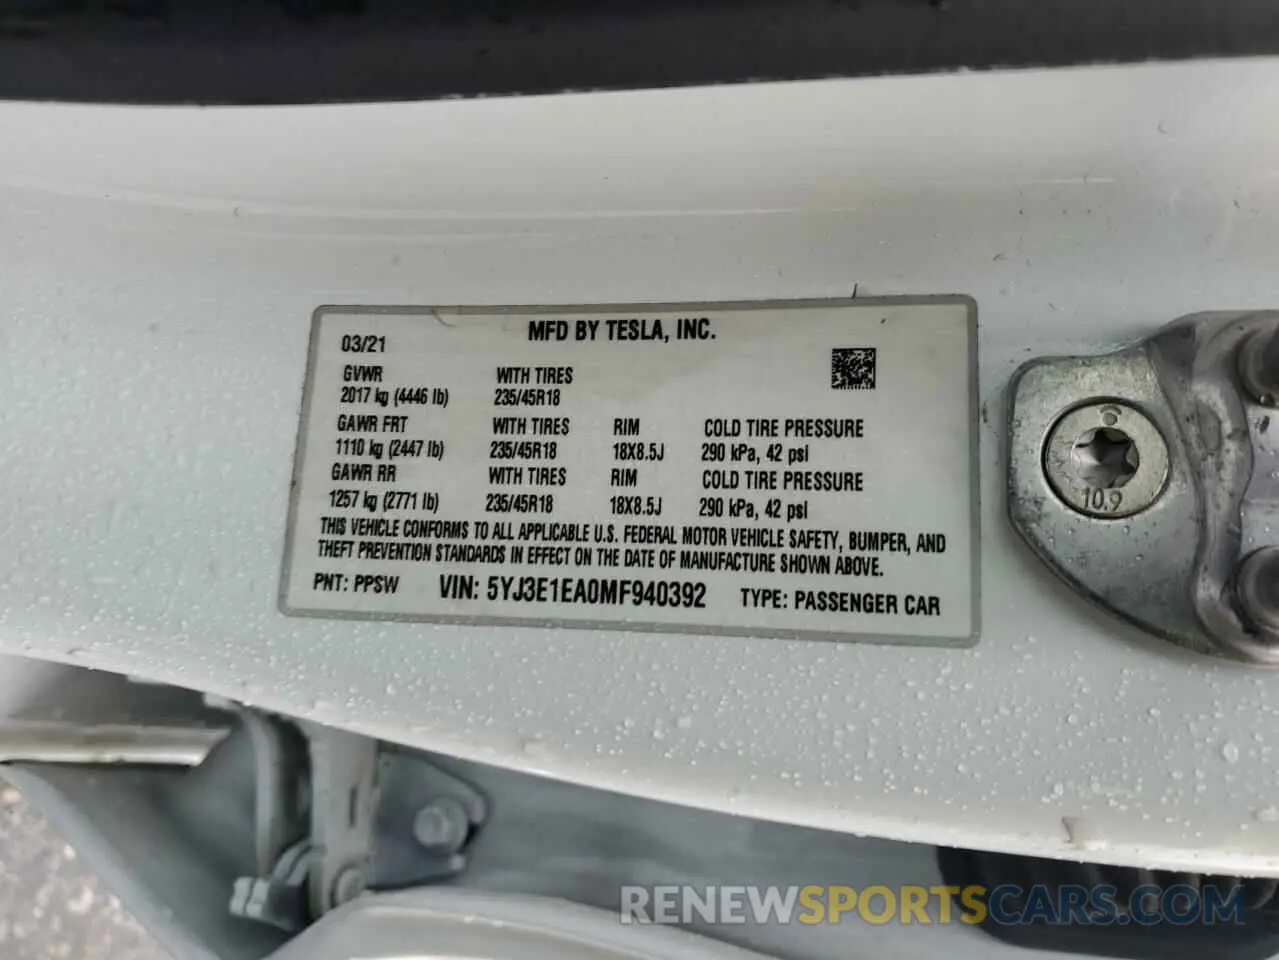 MFD BY TESLA, INC.
03/21
GVWR WITH TIRES
2017 kg (4446 lb) 235/45R18
GAWR FRT WITH TIRES RIM COLD TIRE PRESSURE
1110 kg (2447 lb) 235/45R18 18X8.5J 290 kPa, 42 psi
GAWR RR WITH TIRES RIM COLD TIRE PRESSURE
1257 kg (2771 lb) 235/45R18 18X8.5J 290 kPa, 42 psi
THIS VEHICLE CONFORMS TO ALL APPLICABLE U.S. FEDERAL MOTOR VEHICLE SAFETY, BUMPER, AND
THEFT PREVENTION STANDARDS IN EFFECT ON THE DATE OF MANUFACTURE SHOWN ABOVE.
PNT: PPSW VIN: 5YJ3E1EA0MF940392 TYPE: PASSENGER CAR
10.9
RENEWSPORTSCARS.COM